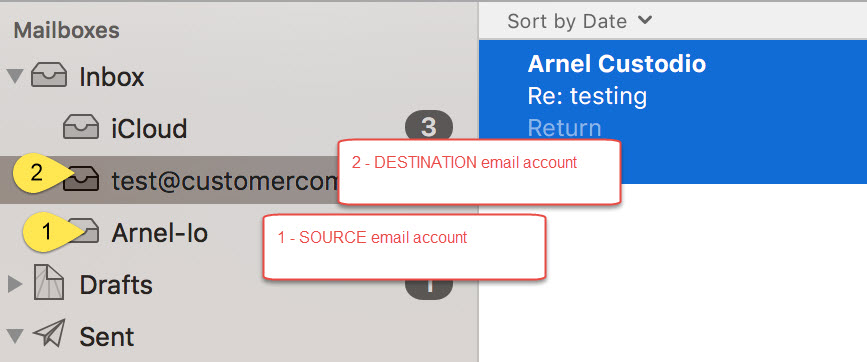 Mailboxes
Sort by Date
Inbox
Arnel Custodio
Re: testing
Return
iCloud
3
2
test@customercom
2 - DESTINATION email account
1
Arnel-Io
1 - SOURCE email account
Drafts
1
Sent